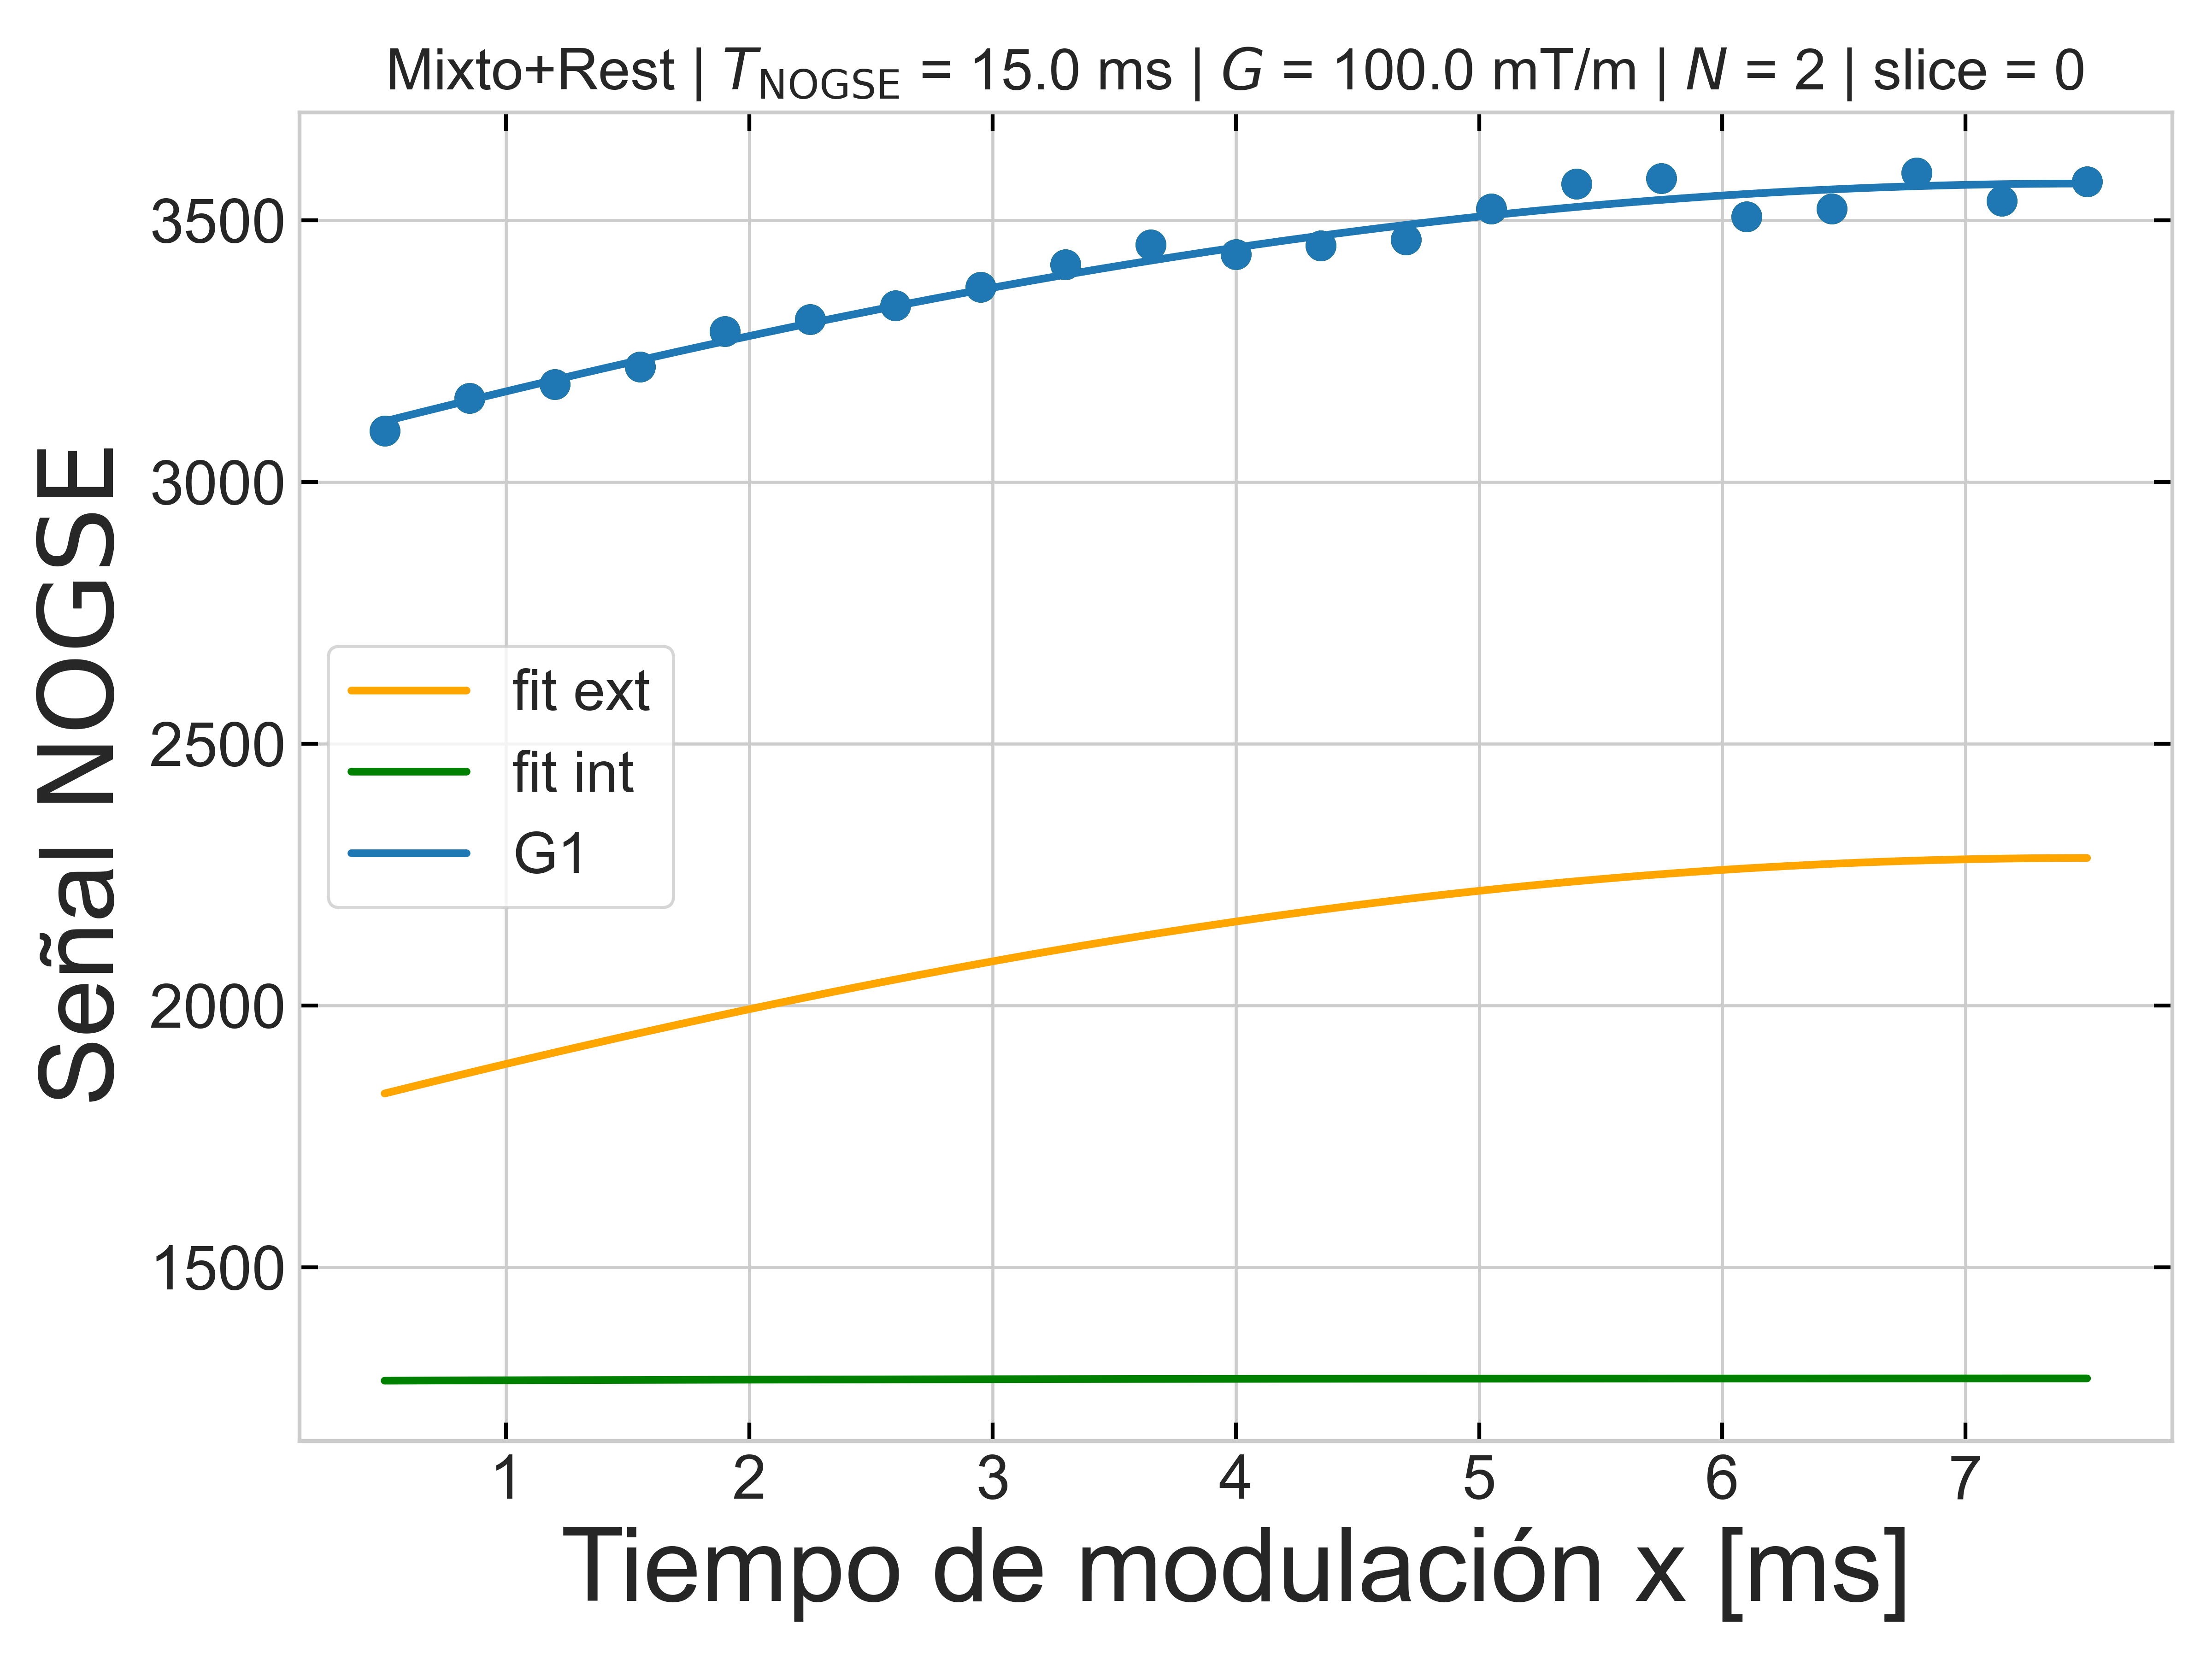 Mixto+Rest | T_NOGSE = 15.0 ms | G = 100.0 mT/m | N = 2 | slice = 0
Señal NOGSE
3500
3000
2500
2000
1500
fit ext
fit int
G1
1 2 3 4 5 6 7
Tiempo de modulación x [ms]